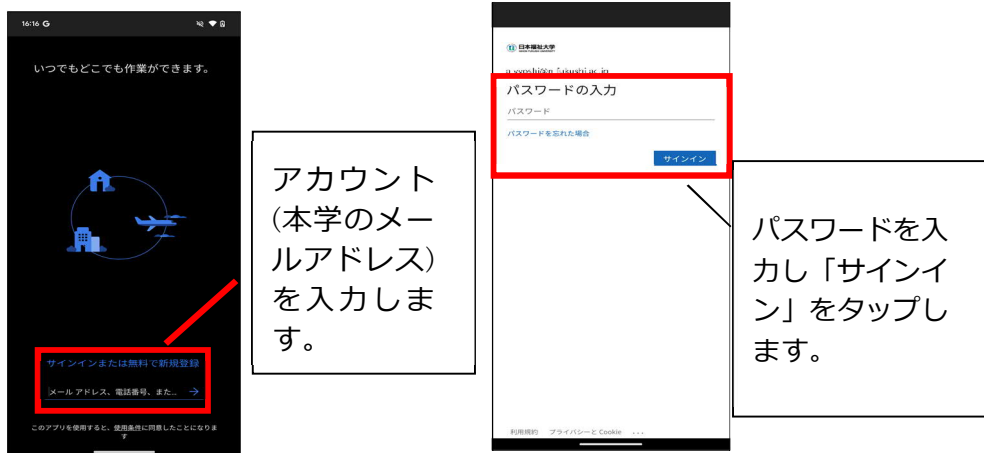 16:16 G
いつでもどこでも作業ができます。
サインインまたは無料で新規登録
メール アドレス、電話番号、また...
このアプリを使用すると、使用条件に同意したことになりま
す
アカウント
(本学のメー
ルアドレス)
を入力しま
す。
日本福祉大学
パスワードの入力
パスワード
パスワードを忘れた場合
サインイン
利用規約 プライバシーと Cookie ...
パスワードを入
力し「サインイ
ン」をタップし
ます。